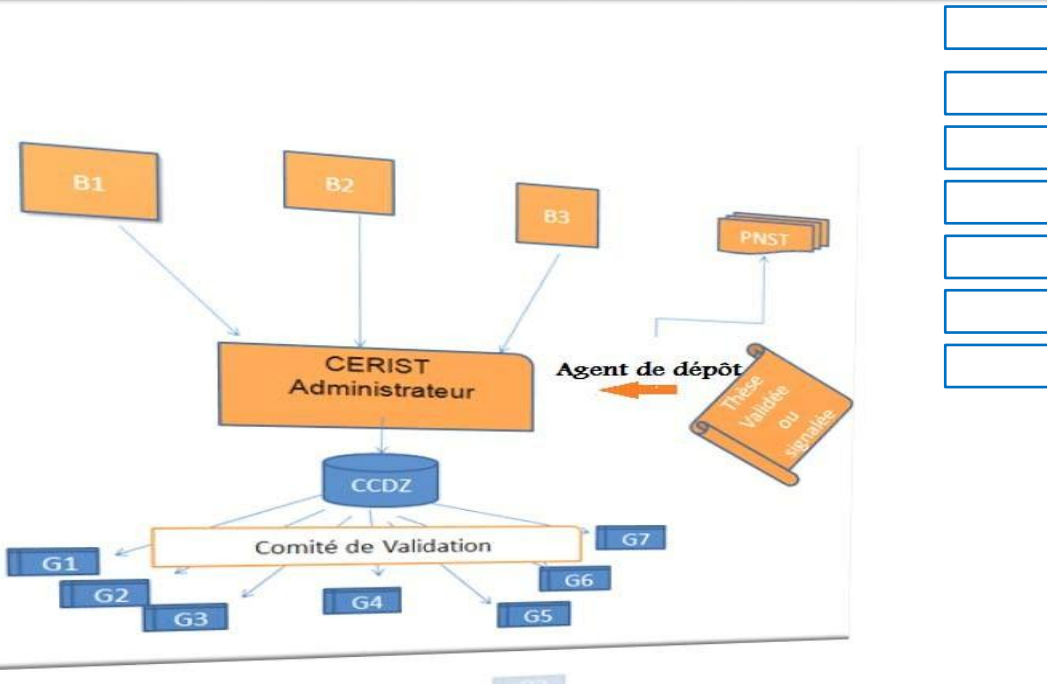 B1
B2
B3
PNST
CERIST
Administrateur
Agent de dépôt
Thèse
Validée
ou
signalée
CCDZ
Comité de Validation
G1
G2
G3
G4
G5
G6
G7